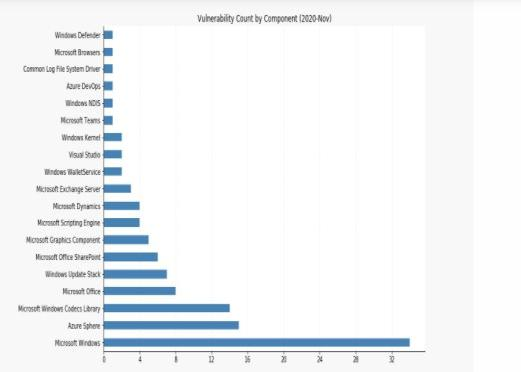 Vulnerability Count by Component (2020-Nov)
Windows Defender
Microsoft Browsers
Common Log File System Driver
Azure DevOps
Windows NDIS
Microsoft Teams
Windows Kernel
Visual Studio
Windows WalletService
Microsoft Exchange Server
Microsoft Dynamics
Microsoft Scripting Engine
Microsoft Graphics Component
Microsoft Office SharePoint
Windows Update Stack
Microsoft Office
Microsoft Windows Codecs Library
Azure Sphere
Microsoft Windows
0 4 8 12 16 20 24 28 32